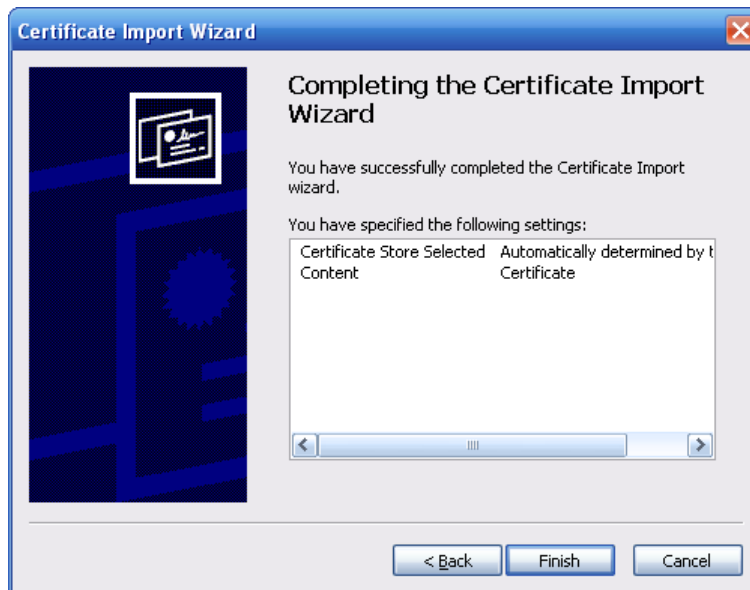 Certificate Import Wizard
Completing the Certificate Import
Wizard
You have successfully completed the Certificate Import
wizard.
You have specified the following settings:
Certificate Store Selected Automatically determined by t
Content Certificate
< Back Finish Cancel